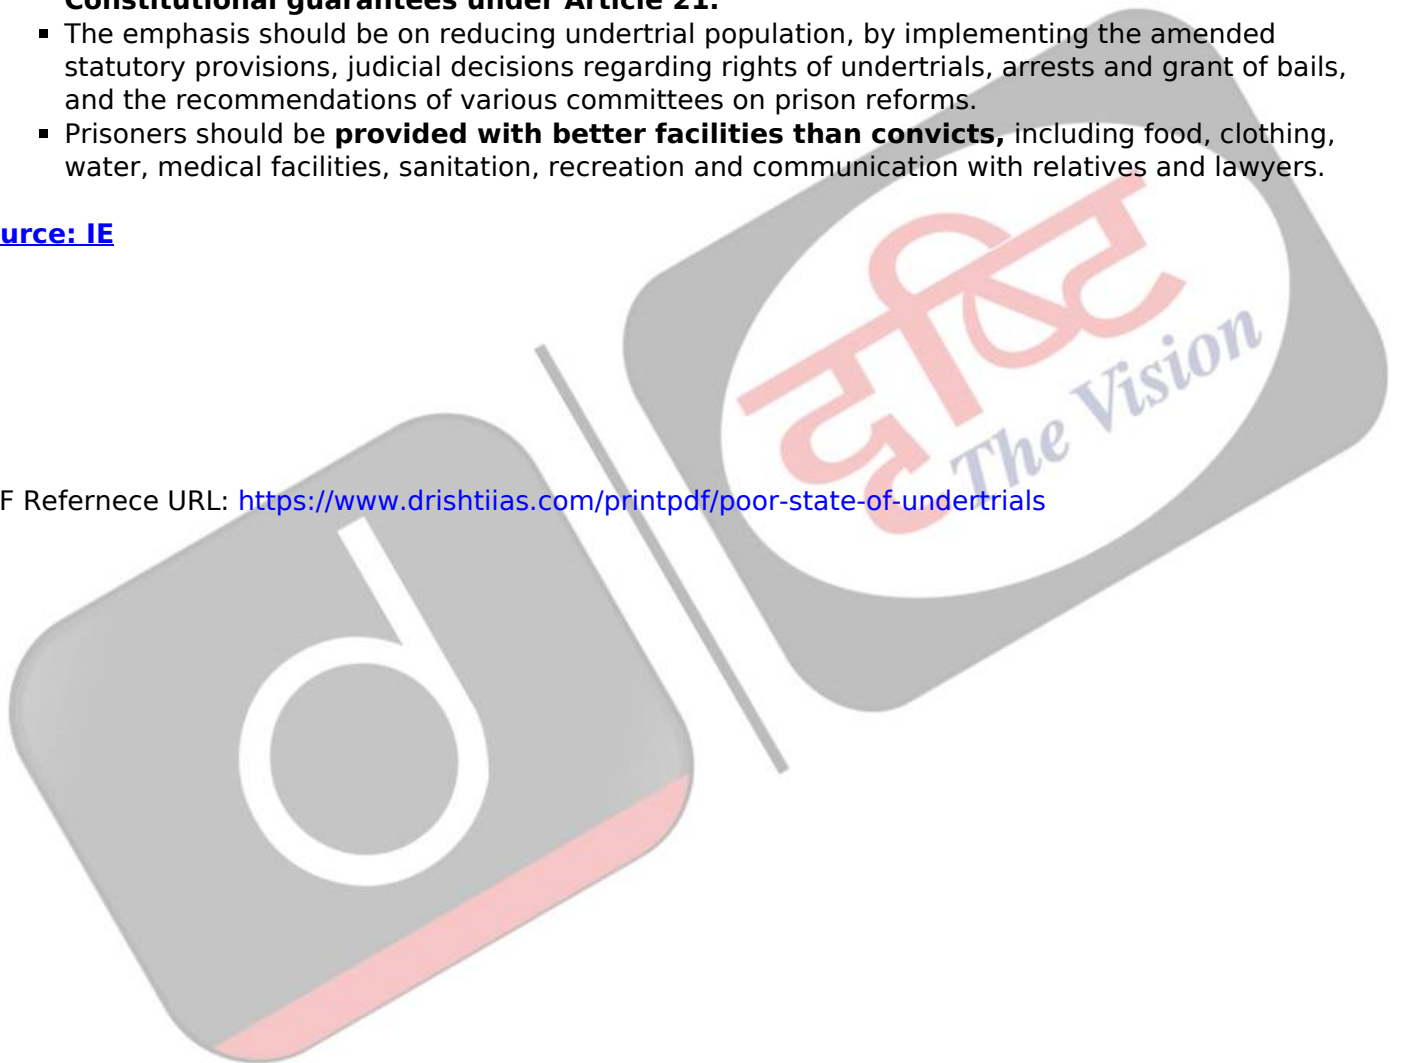 Constitutional guarantees under Article 21.
▪ The emphasis should be on reducing undertrial population, by implementing the amended
statutory provisions, judicial decisions regarding rights of undertrials, arrests and grant of bails,
and the recommendations of various committees on prison reforms.
▪ Prisoners should be provided with better facilities than convicts, including food, clothing,
water, medical facilities, sanitation, recreation and communication with relatives and lawyers.
urce: IE
दृष्टि
The Vision
F Refernece URL: https://www.drishtiias.com/printpdf/poor-state-of-undertrials
d